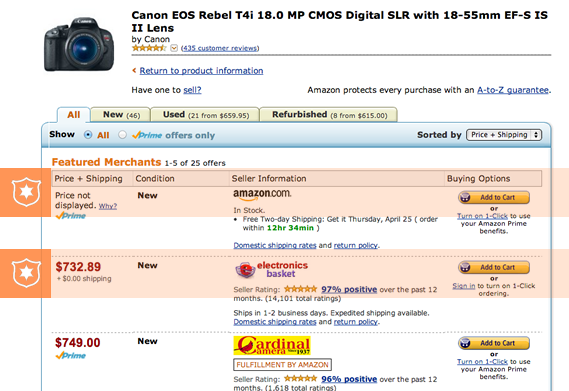 Canon EOS Rebel T4i 18.0 MP CMOS Digital SLR with 18-55mm EF-S IS
II Lens
by Canon
(435 customer reviews)
Return to product information
Have one to sell?
Amazon protects every purchase with an A-to-Z guarantee.
All
New (46)
Used (21 from $659.95)
Refurbished (8 from $615.00)
Show All Prime offers only
Sorted by Price + Shipping
Featured Merchants 1-5 of 25 offers
Price + Shipping Condition Seller Information Buying Options
Price not
displayed. Why?
Prime
New
amazon.com.
In Stock.
• Free Two-day Shipping: Get it Thursday, April 25 ( order
within 12hr 34min )
Domestic shipping rates and return policy.
Add to Cart
or
Turn on 1-Click to use
your Amazon Prime
benefits.
$732.89
+ $0.00 shipping
New
electronics
basket
Seller Rating: 97% positive over the past 12
months. (14,101 total ratings)
Ships in 1-2 business days. Expedited shipping available.
Domestic shipping rates and return policy.
Add to Cart
or
Sign in to turn on 1-Click
ordering.
$749.00
Prime
New
Cardinal
Camera SINCE 1937
FULFILLMENT BY AMAZON
Seller Rating: 96% positive over the past 12
months. (1,618 total ratings)
Add to Cart
or
Turn on 1-Click to use
your Amazon Prime
benefits.